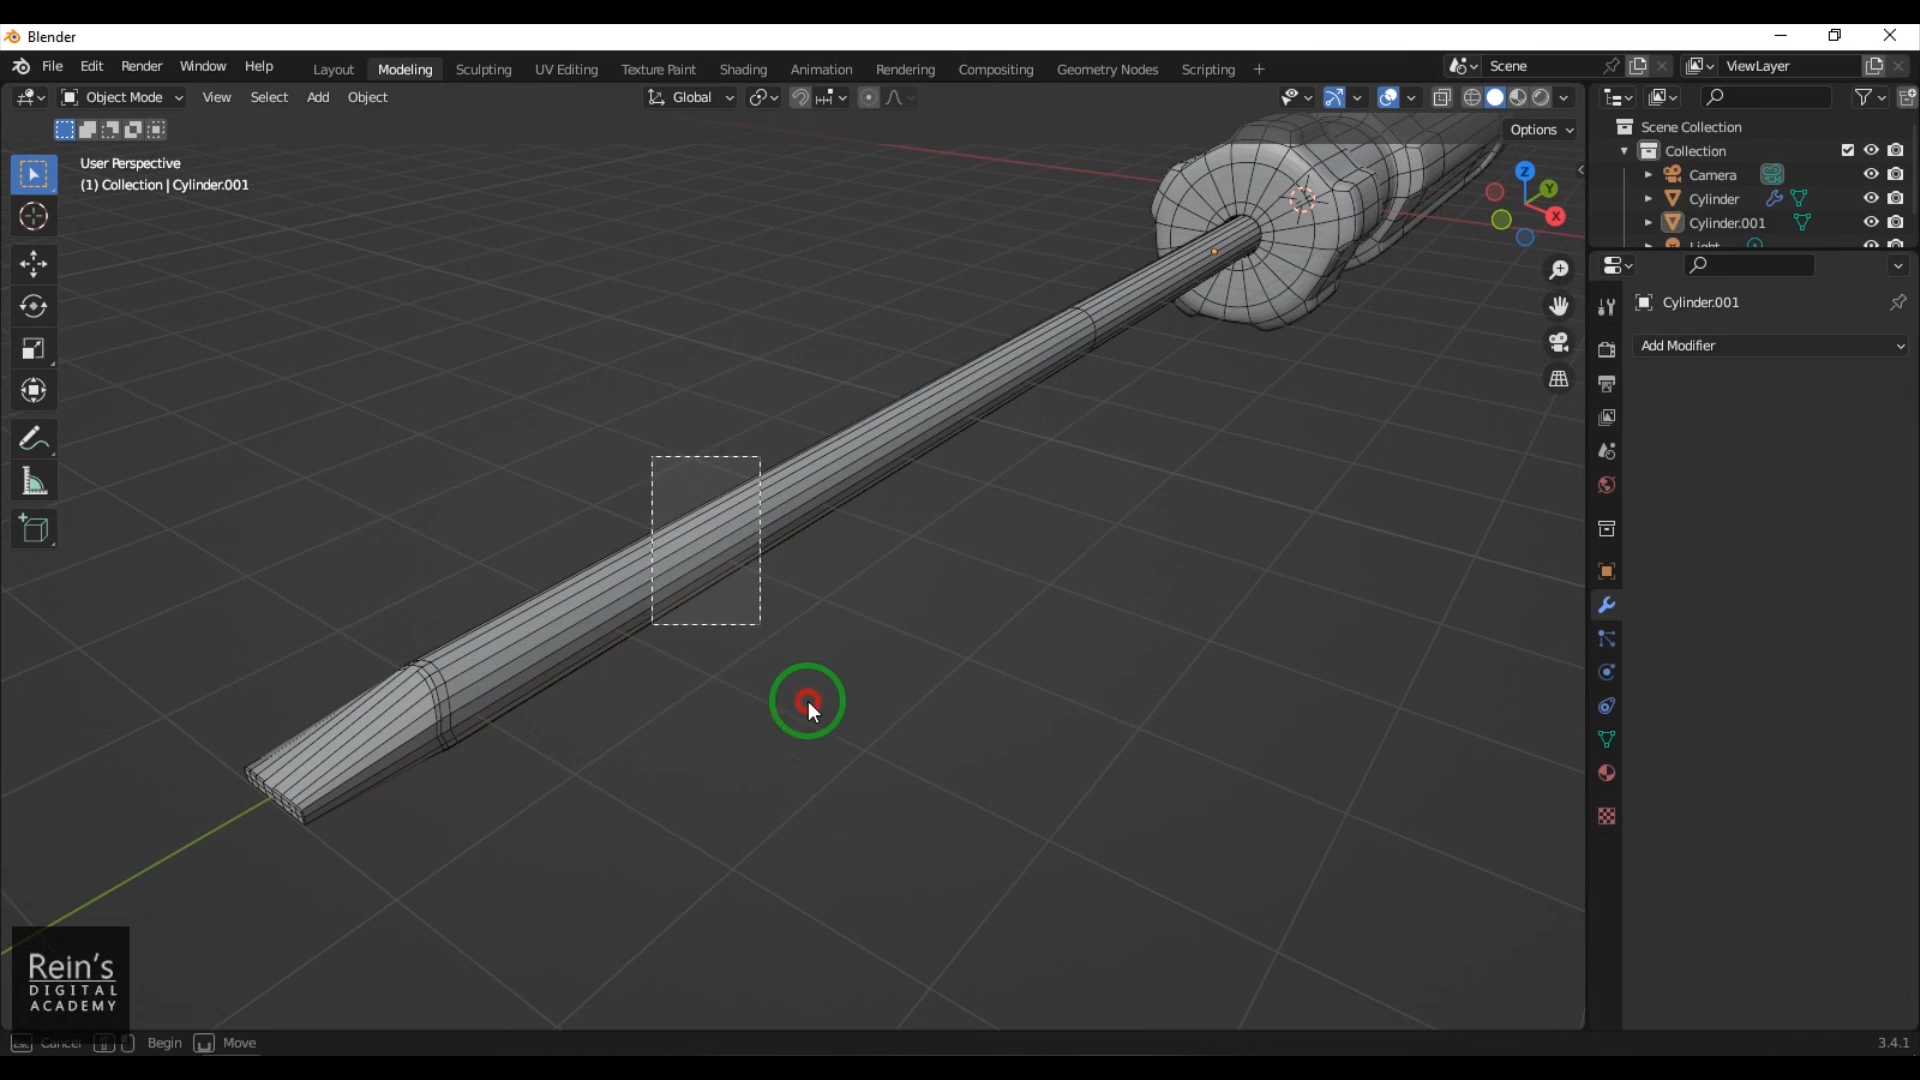 Blender
File Edit Render Window Help Layout Modeling Sculpting UV Editing Texture Paint Shading Animation Rendering Compositing Geometry Nodes Scripting + Scene ViewLayer
Object Mode View Select Add Object Global
Options
User Perspective
(1) Collection | Cylinder.001
Z
Y
X
Scene Collection
Collection
Camera
Cylinder
Cylinder.001
Light
Cylinder.001
Add Modifier
Rein's
DIGITAL
ACADEMY
Esc Cancel Begin Move 3.4.1